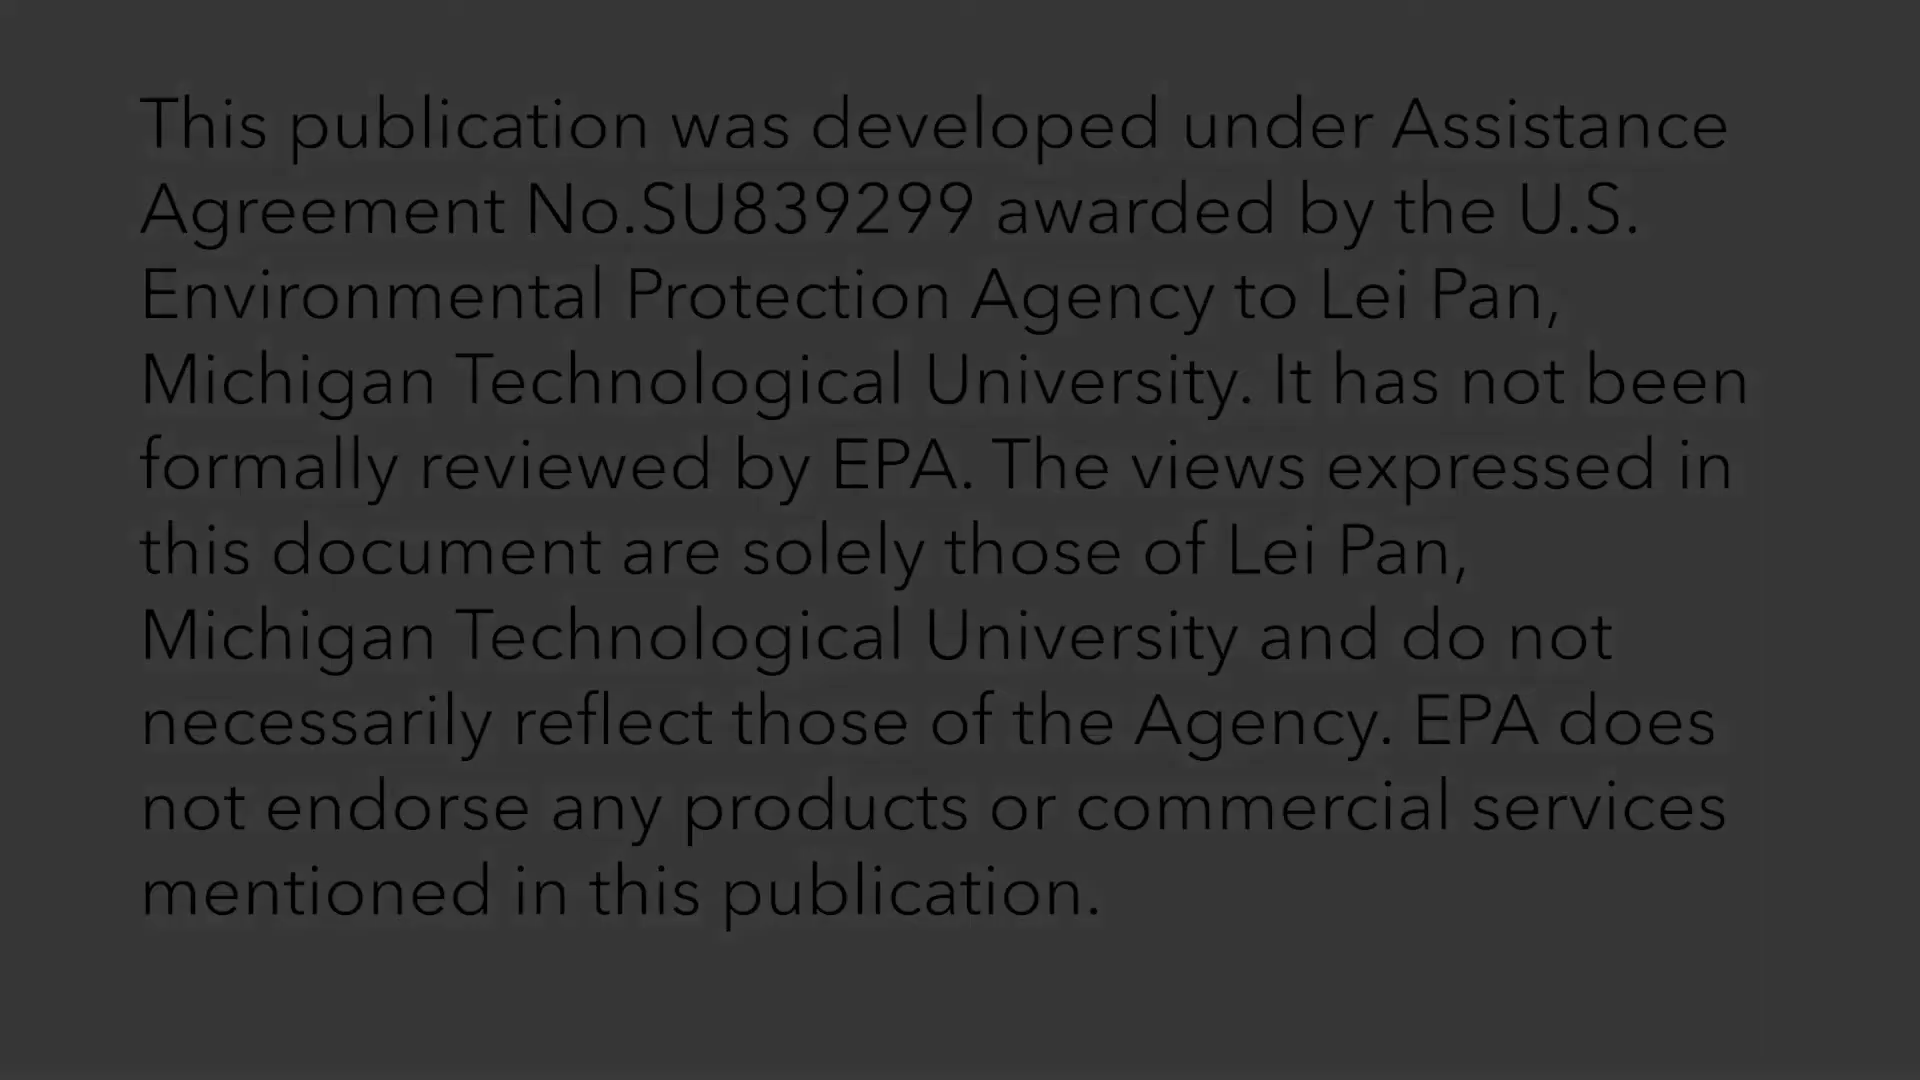 This publication was developed under Assistance
Agreement No.SU839299 awarded by the U.S.
Environmental Protection Agency to Lei Pan,
Michigan Technological University. It has not been
formally reviewed by EPA. The views expressed in
this document are solely those of Lei Pan,
Michigan Technological University and do not
necessarily reflect those of the Agency. EPA does
not endorse any products or commercial services
mentioned in this publication.